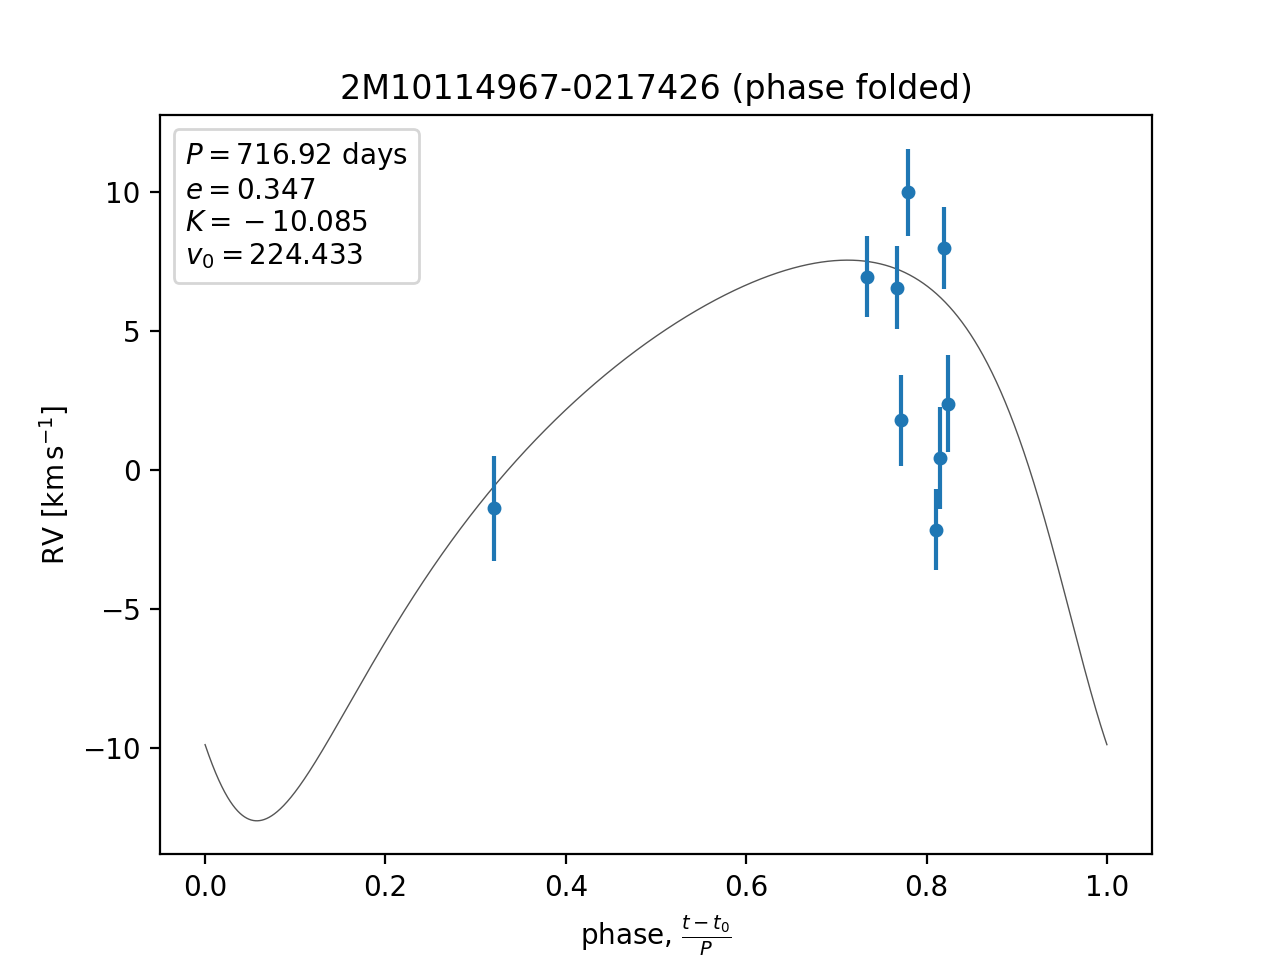 2M10114967-0217426 (phase folded)
P = 716.92 days
e = 0.347
K = −10.085
v₀ = 224.433
10
5
0
−5
−10
RV [km s⁻¹]
0.0 0.2 0.4 0.6 0.8 1.0
phase, (t − t₀)/P